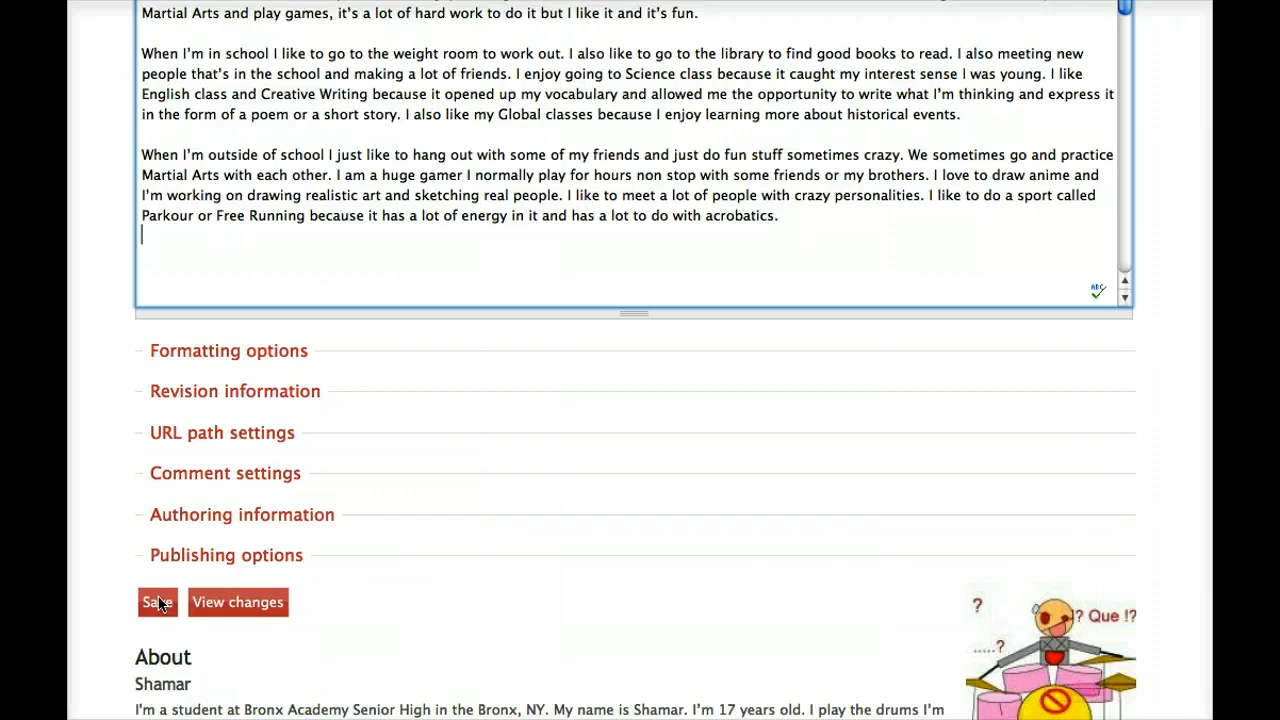 Martial Arts and play games, it's a lot of hard work to do it but I like it and it's fun.
When I'm in school I like to go to the weight room to work out. I also like to go to the library to find good books to read. I also meeting new
people that's in the school and making a lot of friends. I enjoy going to Science class because it caught my interest sense I was young. I like
English class and Creative Writing because it opened up my vocabulary and allowed me the opportunity to write what I'm thinking and express it
in the form of a poem or a short story. I also like my Global classes because I enjoy learning more about historical events.
When I'm outside of school I just like to hang out with some of my friends and just do fun stuff sometimes crazy. We sometimes go and practice
Martial Arts with each other. I am a huge gamer I normally play for hours non stop with some friends or my brothers. I love to draw anime and
I'm working on drawing realistic art and sketching real people. I like to meet a lot of people with crazy personalities. I like to do a sport called
Parkour or Free Running because it has a lot of energy in it and has a lot to do with acrobatics.
ABC
Formatting options
Revision information
URL path settings
Comment settings
Authoring information
Publishing options
Save View changes
?
!? Que !?
.....?
About
Shamar
I'm a student at Bronx Academy Senior High in the Bronx, NY. My name is Shamar. I'm 17 years old. I play the drums I'm